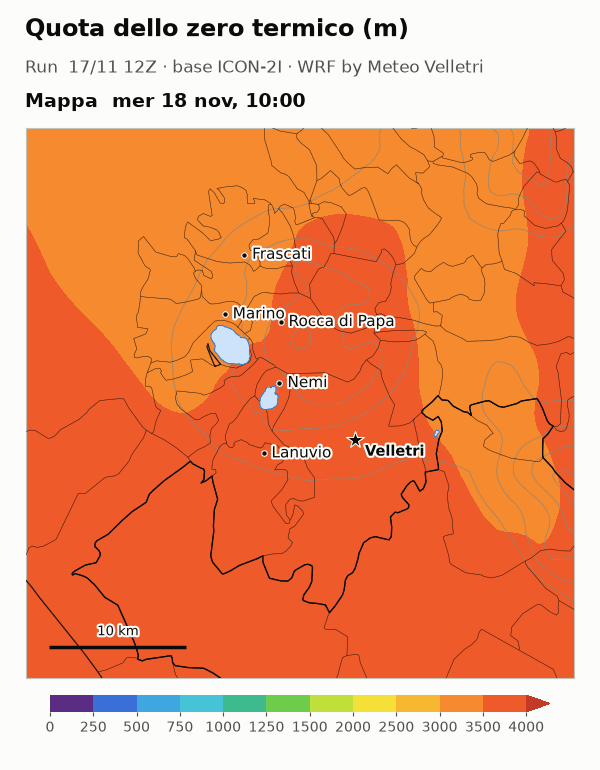 Quota dello zero termico (m)
Run  17/11 12Z · base ICON-2I · WRF by Meteo Velletri
Mappa  mer 18 nov, 10:00
Frascati
Marino
Rocca di Papa
Nemi
Velletri
Lanuvio
10 km
0 250 500 750 1000 1250 1500 2000 2500 3000 3500 4000